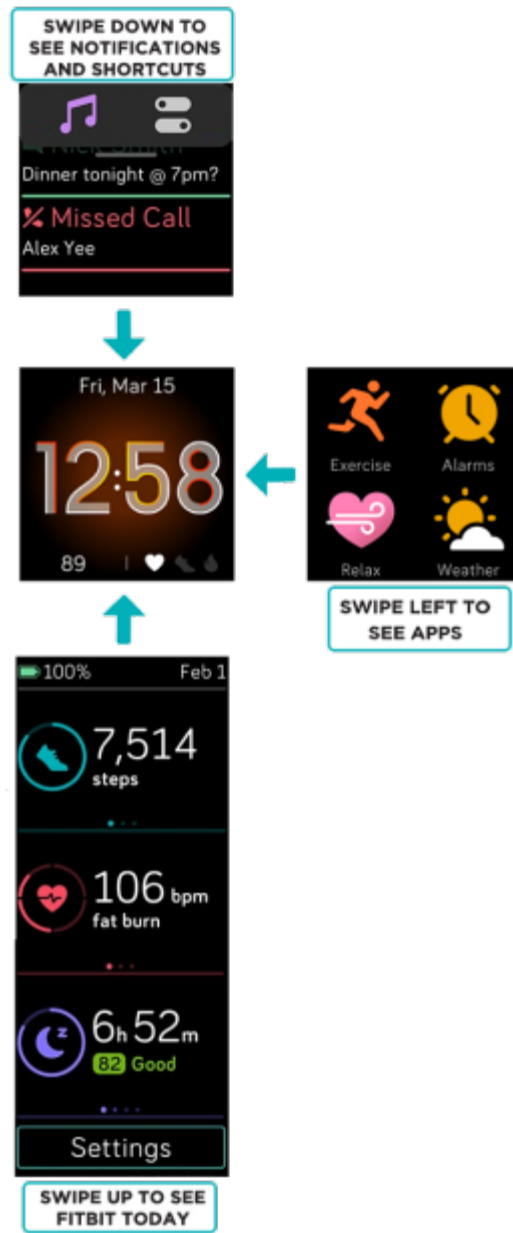 SWIPE DOWN TO
SEE NOTIFICATIONS
AND SHORTCUTS
Nick Smith
Dinner tonight @ 7pm?
Missed Call
Alex Yee
Fri, Mar 15
12:58
89
Exercise
Alarms
Relax
Weather
SWIPE LEFT TO
SEE APPS
100%
Feb 1
7,514
steps
106 bpm
fat burn
6h 52m
82 Good
Settings
SWIPE UP TO SEE
FITBIT TODAY